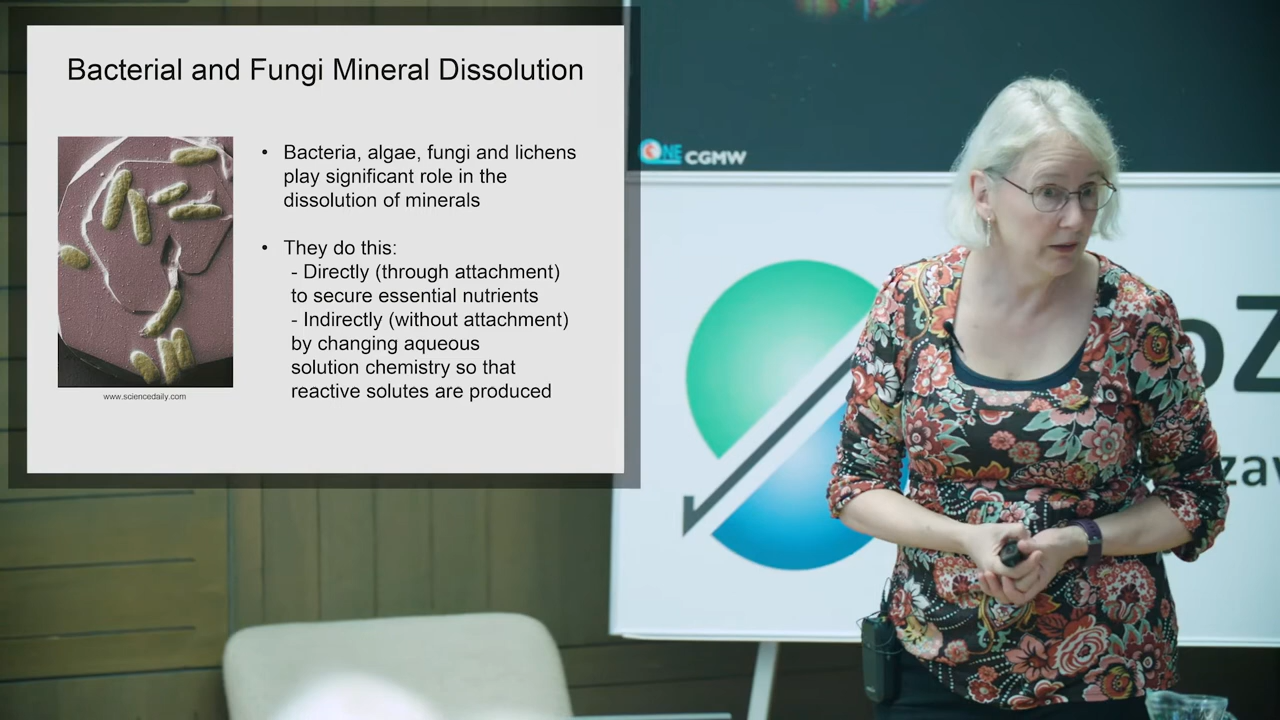 Bacterial and Fungi Mineral Dissolution
• Bacteria, algae, fungi and lichens
play significant role in the
dissolution of minerals
• They do this:
- Directly (through attachment)
to secure essential nutrients
- Indirectly (without attachment)
by changing aqueous
solution chemistry so that
reactive solutes are produced
www.sciencedaily.com
CGMW